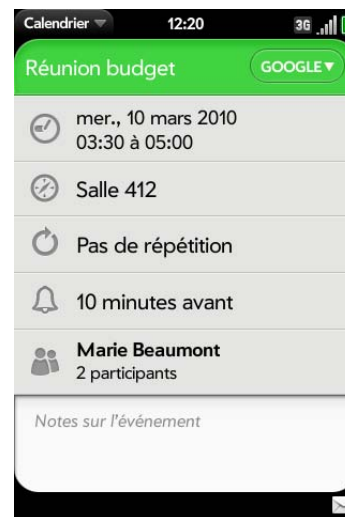 Calendrier 12:20 3G
Réunion budget GOOGLE
mer., 10 mars 2010
03:30 à 05:00
Salle 412
Pas de répétition
10 minutes avant
Marie Beaumont
2 participants
Notes sur l'événement